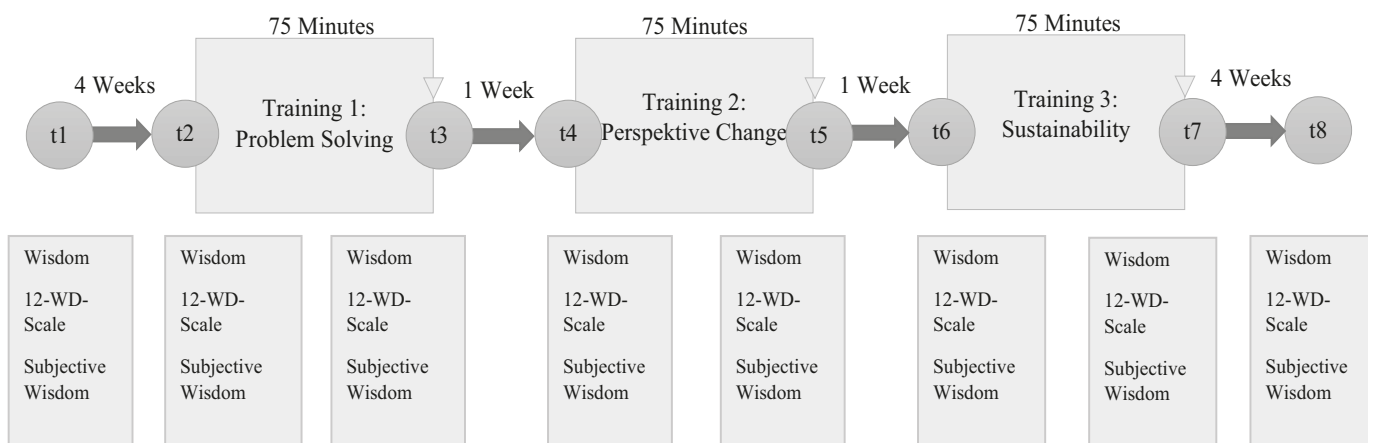 75 Minutes
75 Minutes
75 Minutes
4 Weeks
1 Week
1 Week
4 Weeks
t1
t2
Training 1:
Problem Solving
t3
t4
Training 2:
Perspektive Change
t5
t6
Training 3:
Sustainability
t7
t8
Wisdom
12-WD-
Scale
Subjective
Wisdom
Wisdom
12-WD-
Scale
Subjective
Wisdom
Wisdom
12-WD-
Scale
Subjective
Wisdom
Wisdom
12-WD-
Scale
Subjective
Wisdom
Wisdom
12-WD-
Scale
Subjective
Wisdom
Wisdom
12-WD-
Scale
Subjective
Wisdom
Wisdom
12-WD-
Scale
Subjective
Wisdom
Wisdom
12-WD-
Scale
Subjective
Wisdom